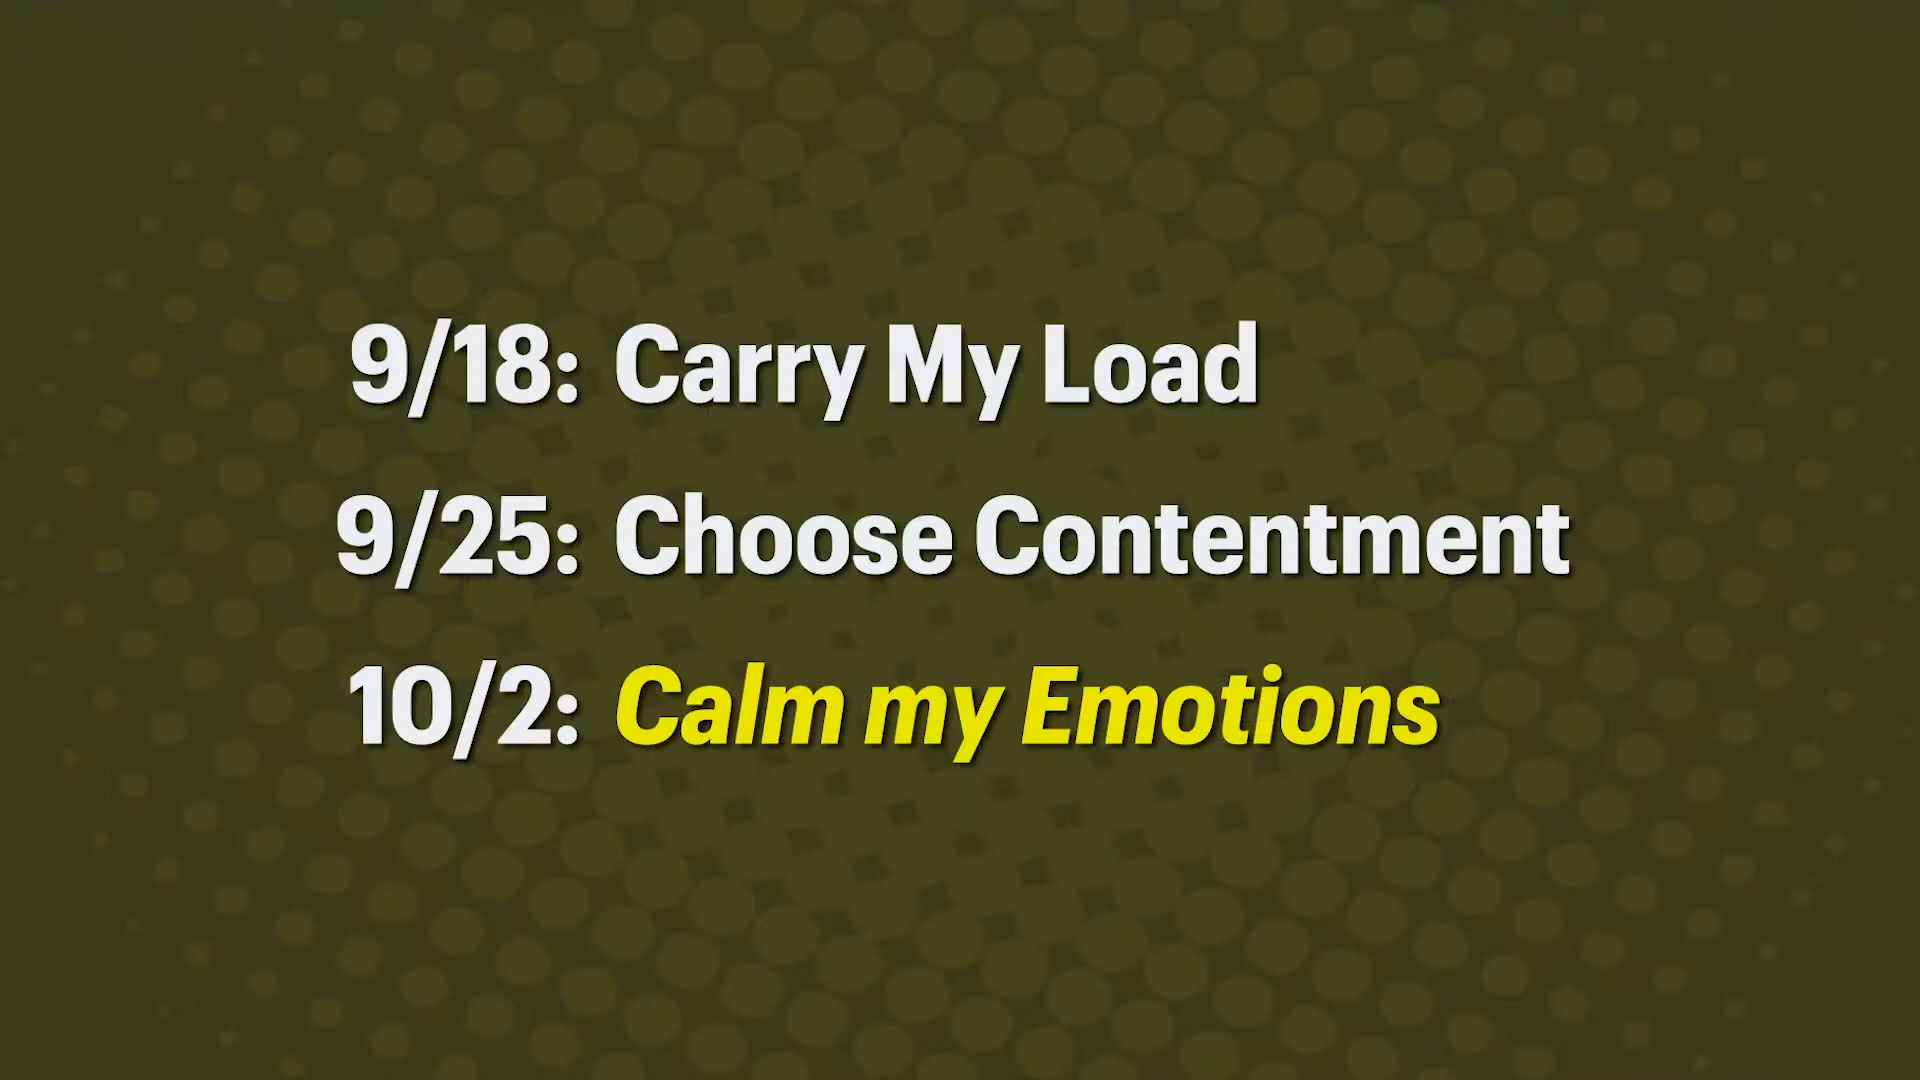 9/18: Carry My Load
9/25: Choose Contentment
10/2: Calm my Emotions